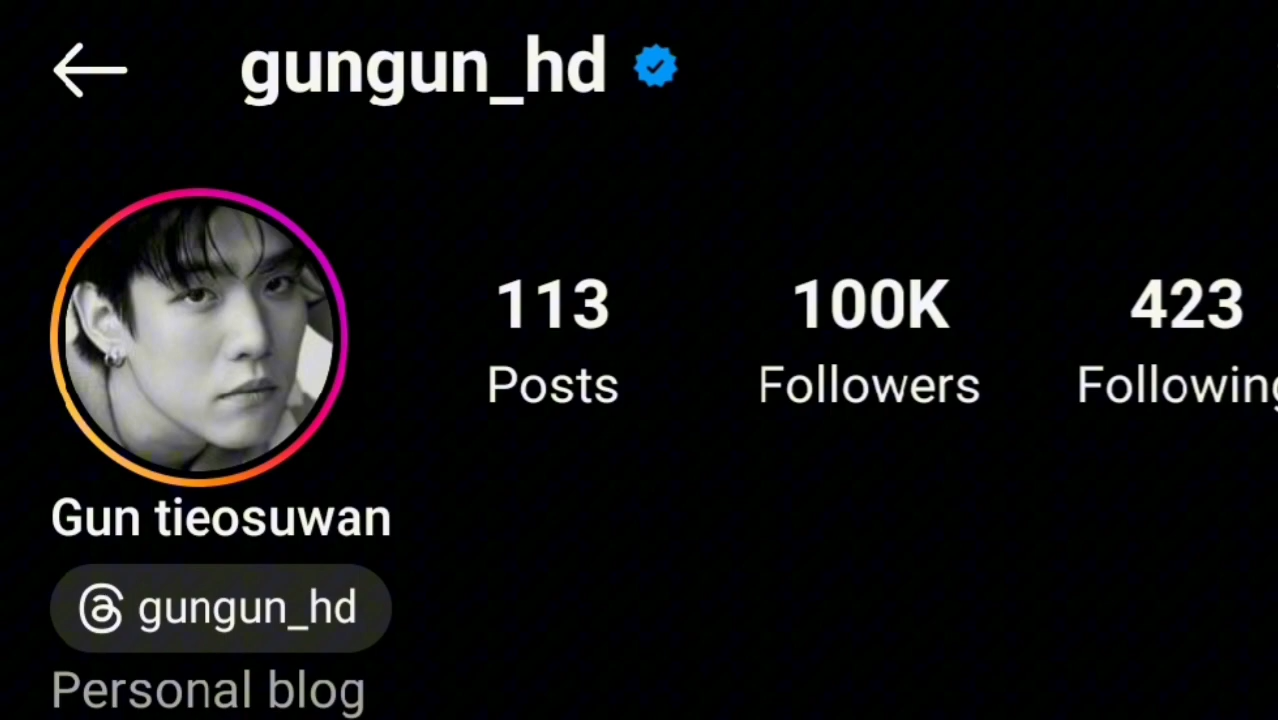 gungun_hd
113 100K 423
Posts Followers Following
Gun tieosuwan
gungun_hd
Personal blog